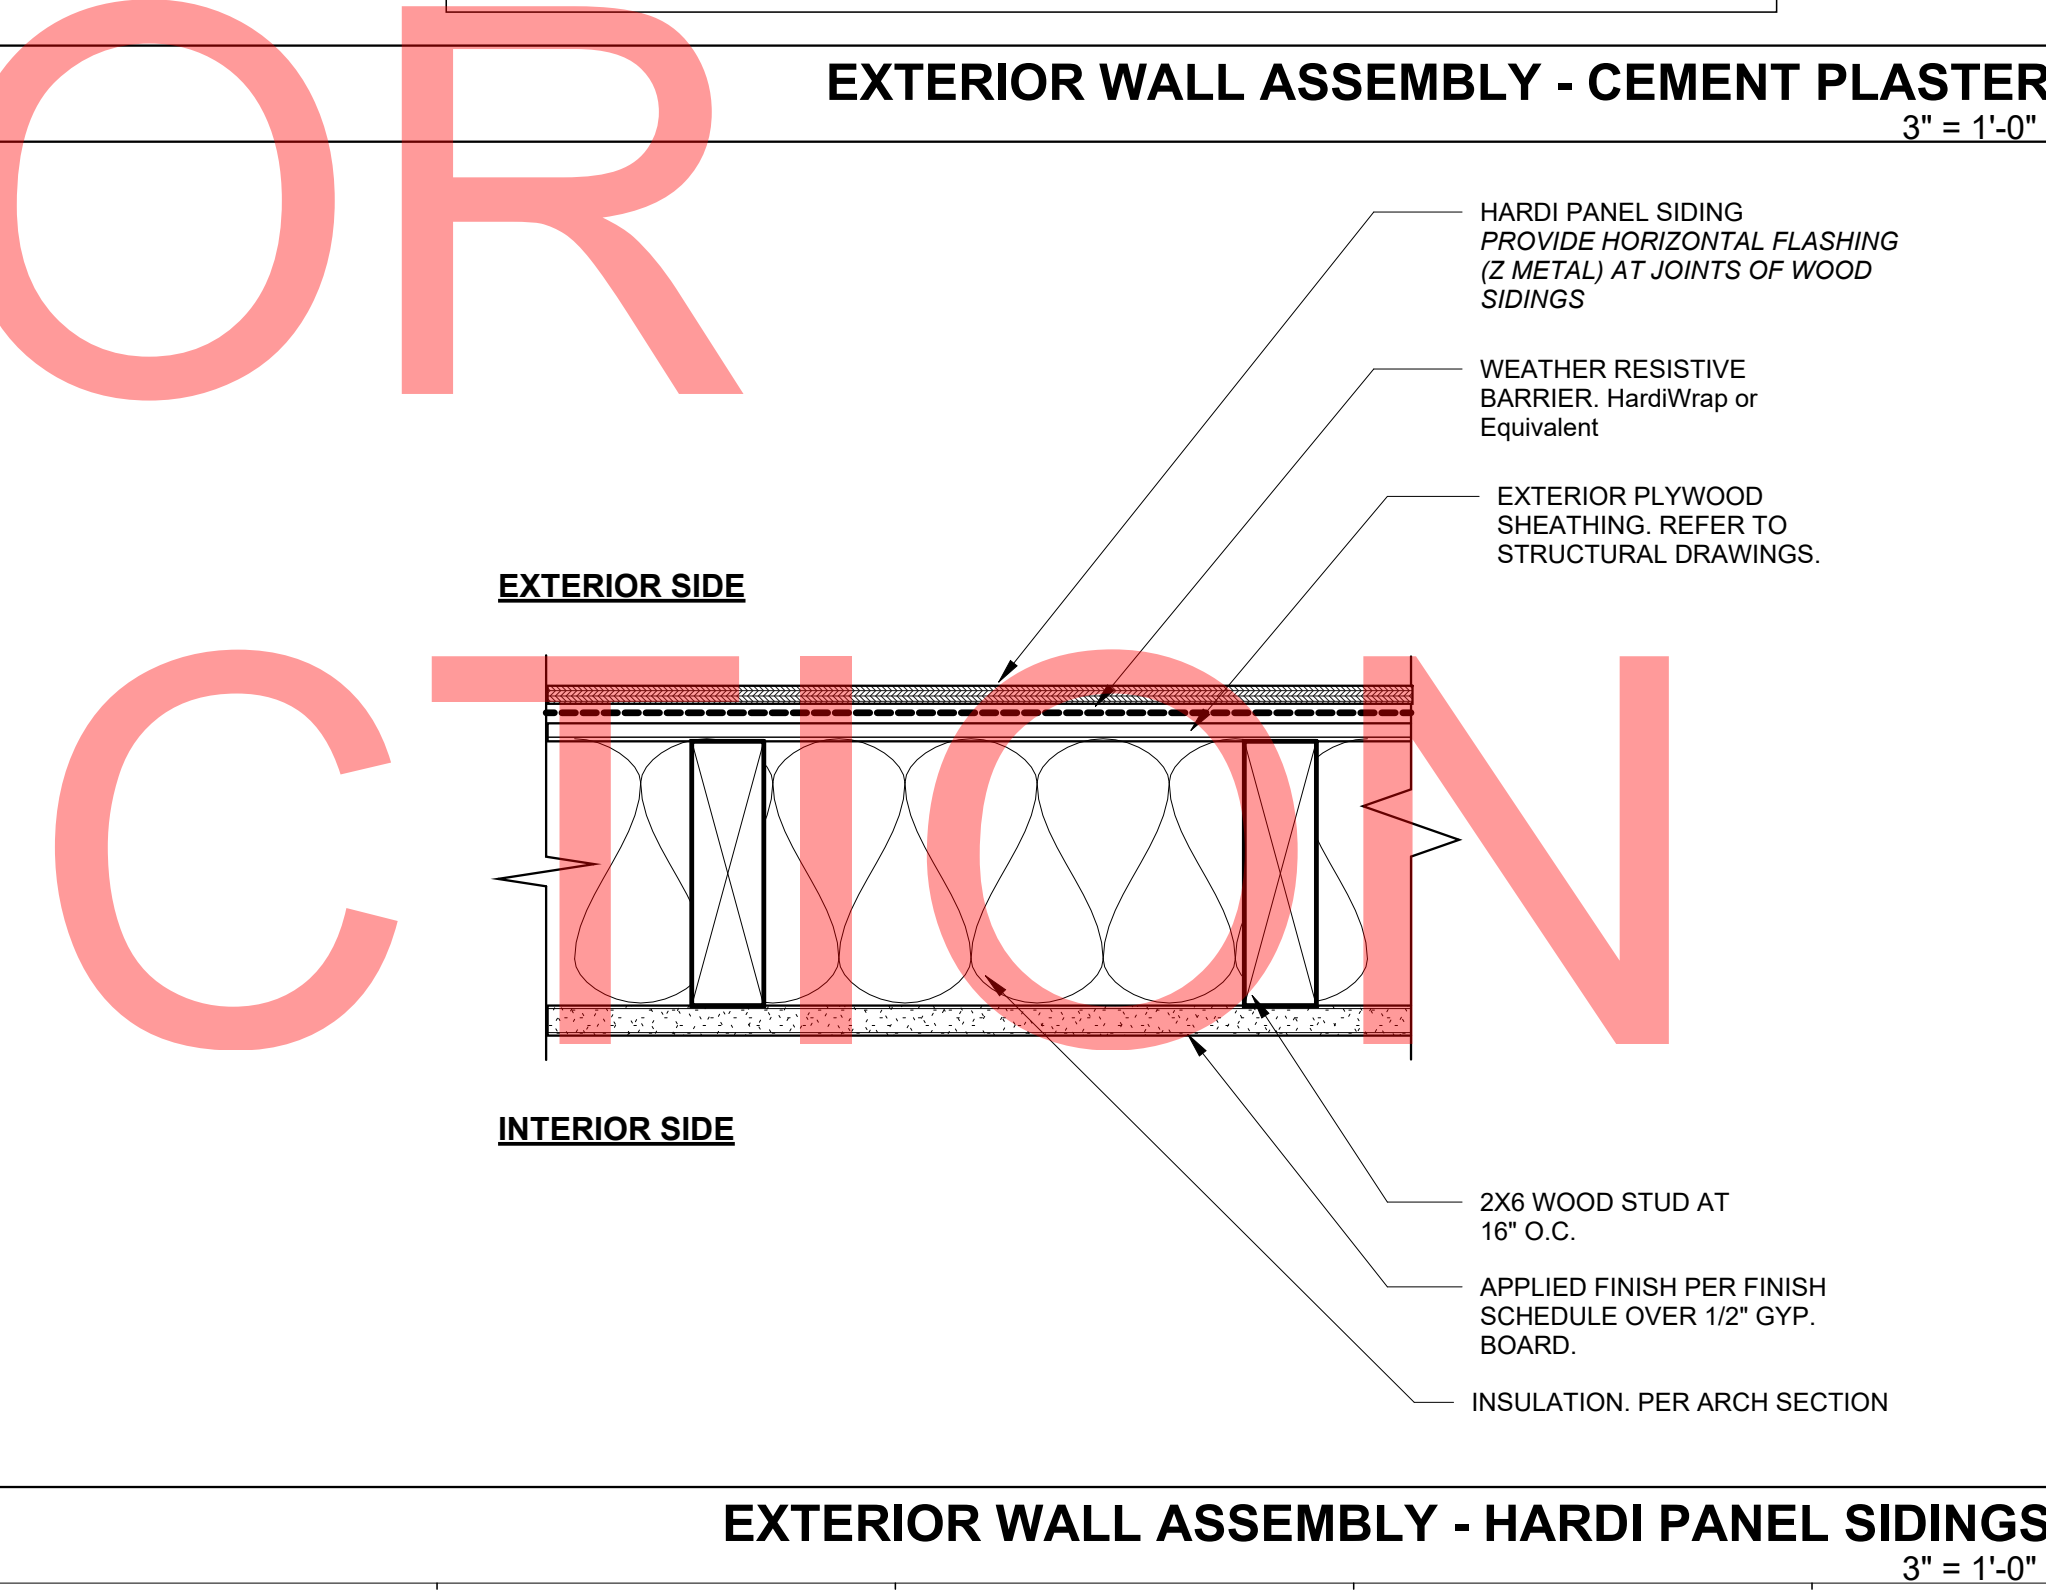 EXTERIOR WALL ASSEMBLY - CEMENT PLASTER
3" = 1'-0"
OR
HARDI PANEL SIDING
PROVIDE HORIZONTAL FLASHING
(Z METAL) AT JOINTS OF WOOD
SIDINGS
WEATHER RESISTIVE
BARRIER. HardiWrap or
Equivalent
EXTERIOR PLYWOOD
SHEATHING. REFER TO
STRUCTURAL DRAWINGS.
EXTERIOR SIDE
CTION
INTERIOR SIDE
2X6 WOOD STUD AT
16" O.C.
APPLIED FINISH PER FINISH
SCHEDULE OVER 1/2" GYP.
BOARD.
INSULATION. PER ARCH SECTION
EXTERIOR WALL ASSEMBLY - HARDI PANEL SIDINGS
3" = 1'-0"